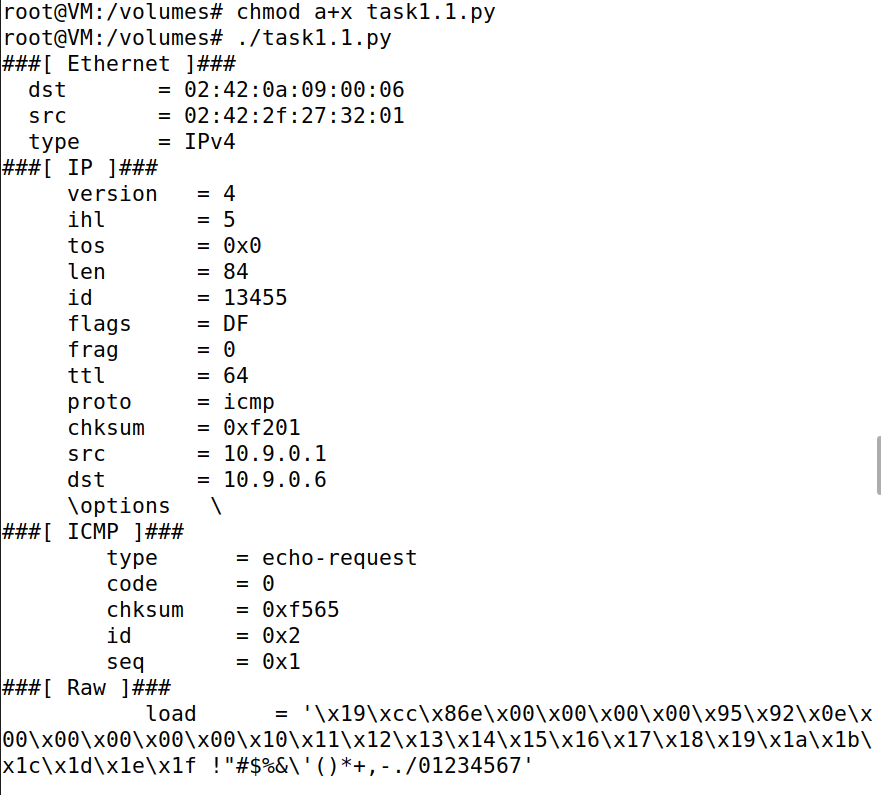 root@VM:/volumes# chmod a+x task1.1.py
root@VM:/volumes# ./task1.1.py
###[ Ethernet ]###
  dst       = 02:42:0a:09:00:06
  src       = 02:42:2f:27:32:01
  type      = IPv4
###[ IP ]###
     version   = 4
     ihl       = 5
     tos       = 0x0
     len       = 84
     id        = 13455
     flags     = DF
     frag      = 0
     ttl       = 64
     proto     = icmp
     chksum    = 0xf201
     src       = 10.9.0.1
     dst       = 10.9.0.6
     \options   \
###[ ICMP ]###
        type      = echo-request
        code      = 0
        chksum    = 0xf565
        id        = 0x2
        seq       = 0x1
###[ Raw ]###
           load      = '\x19\xcc\x86e\x00\x00\x00\x00\x95\x92\x0e\x
00\x00\x00\x00\x00\x10\x11\x12\x13\x14\x15\x16\x17\x18\x19\x1a\x1b\
x1c\x1d\x1e\x1f !"#$%&\'()*+,-./01234567'